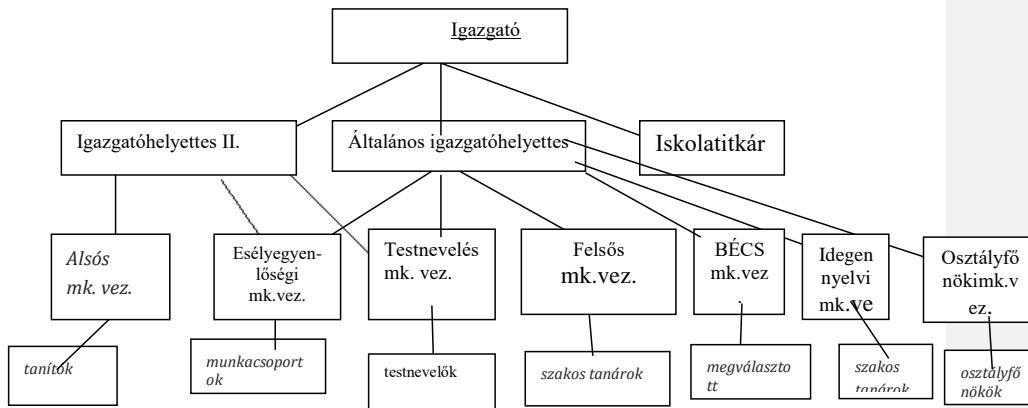 Igazgató
Igazgatóhelyettes II.
Általános igazgatóhelyettes
Iskolatitkár
Alsós
mk. vez.
Esélyegyen-
lőségi
mk.vez.
Testnevelés
mk. vez.
Felsős
mk.vez.
BÉCS
mk.vez
.
Idegen
nyelvi
mk.ve
Osztályfő
nökimk.v
ez.
tanítók
munkacsoport
ok
testnevelők
szakos tanárok
megválaszto
tt
szakos
tanárok
osztályfő
nökök